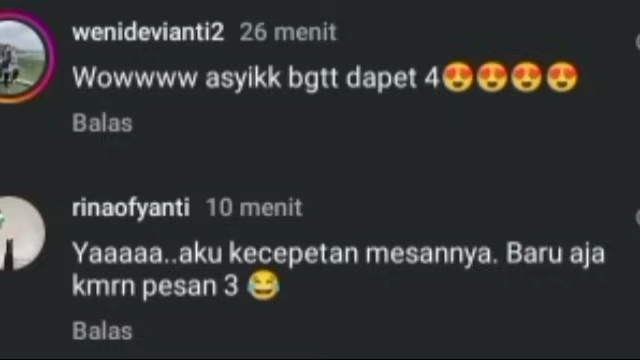 wenidevianti2 26 menit
Wowwww asyikk bgtt dapet 4😍😍😍😍
Balas
rinaofyanti 10 menit
Yaaaaa..aku kecepetan mesannya. Baru aja
kmrn pesan 3 😂
Balas